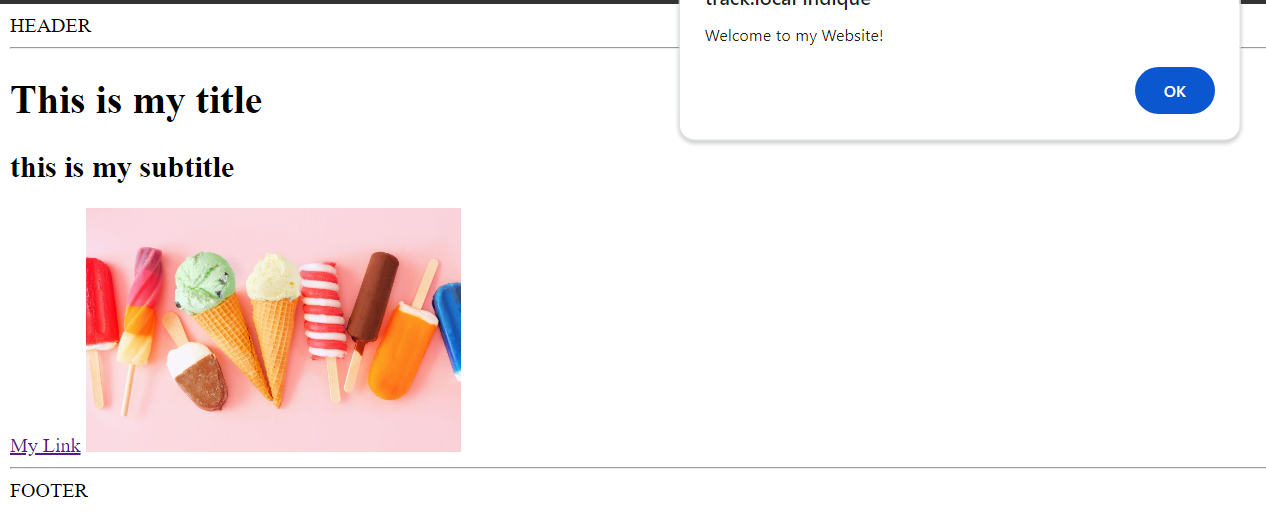 HEADER
track.local indique
Welcome to my Website!
OK
This is my title
this is my subtitle
My Link
FOOTER